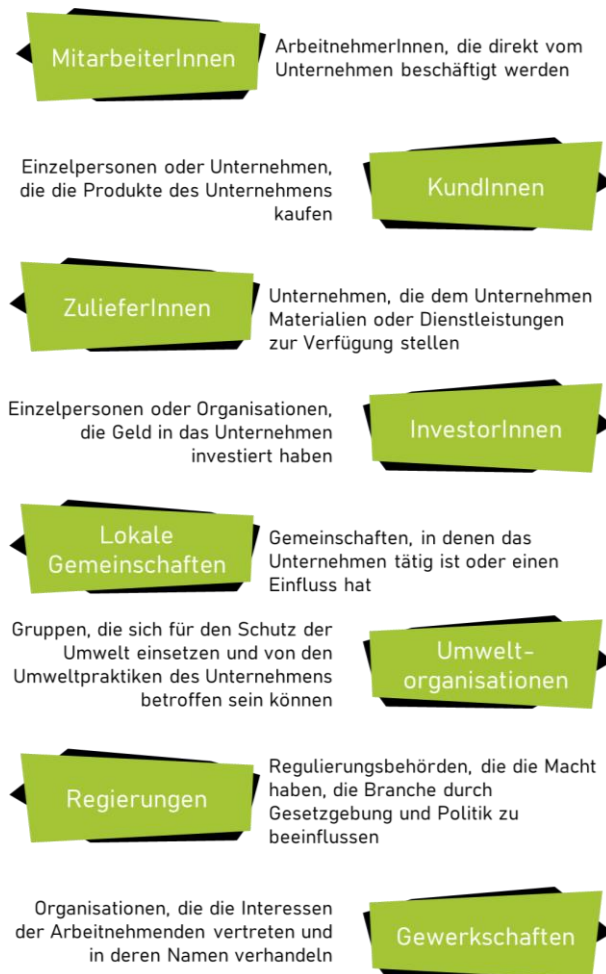 MitarbeiterInnen
ArbeitnehmerInnen, die direkt vom
Unternehmen beschäftigt werden
Einzelpersonen oder Unternehmen,
die die Produkte des Unternehmens
kaufen
KundInnen
ZulieferInnen
Unternehmen, die dem Unternehmen
Materialien oder Dienstleistungen
zur Verfügung stellen
Einzelpersonen oder Organisationen,
die Geld in das Unternehmen
investiert haben
InvestorInnen
Lokale
Gemeinschaften
Gemeinschaften, in denen das
Unternehmen tätig ist oder einen
Einfluss hat
Gruppen, die sich für den Schutz der
Umwelt einsetzen und von den
Umweltpraktiken des Unternehmens
betroffen sein können
Umwelt-
organisationen
Regierungen
Regulierungsbehörden, die die Macht
haben, die Branche durch
Gesetzgebung und Politik zu
beeinflussen
Organisationen, die die Interessen
der Arbeitnehmenden vertreten und
in deren Namen verhandeln
Gewerkschaften